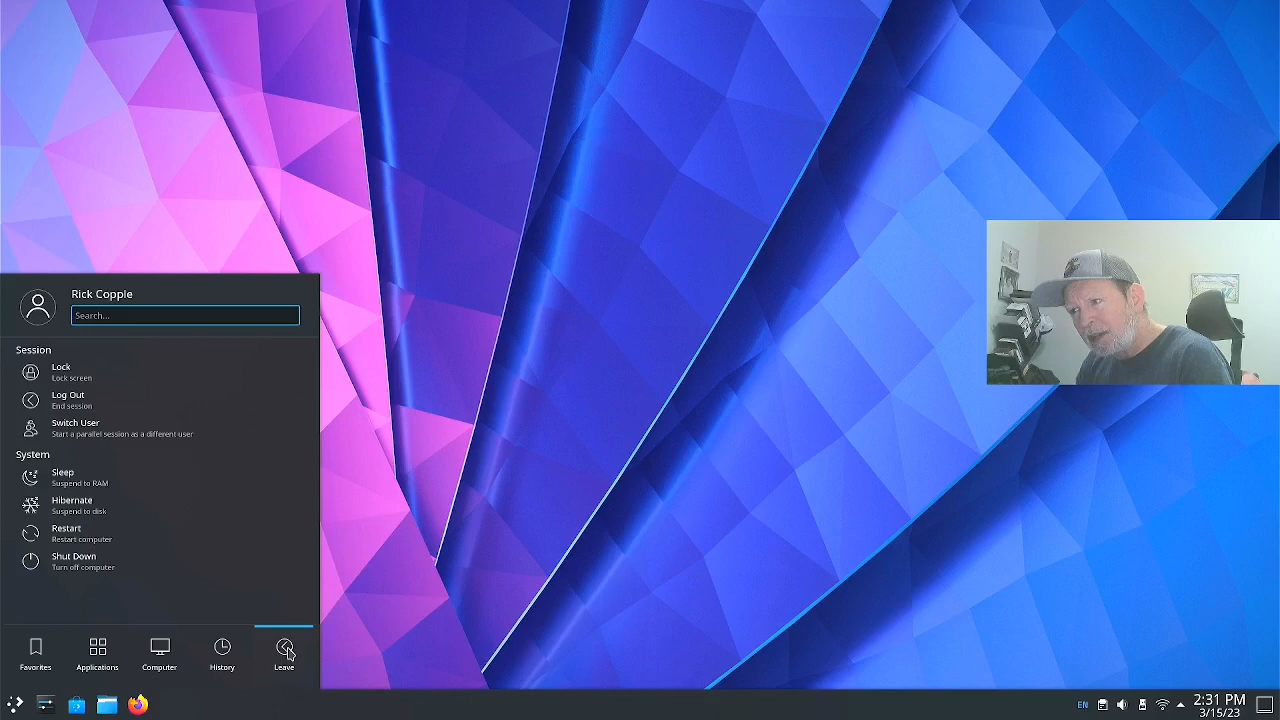 Rick Copple
Search...
Session
Lock
Lock screen
Log Out
End session
Switch User
Start a parallel session as a different user
System
Sleep
Suspend to RAM
Hibernate
Suspend to disk
Restart
Restart computer
Shut Down
Turn off computer
Favorites
Applications
Computer
History
Leave
EN
2:31 PM
3/15/23